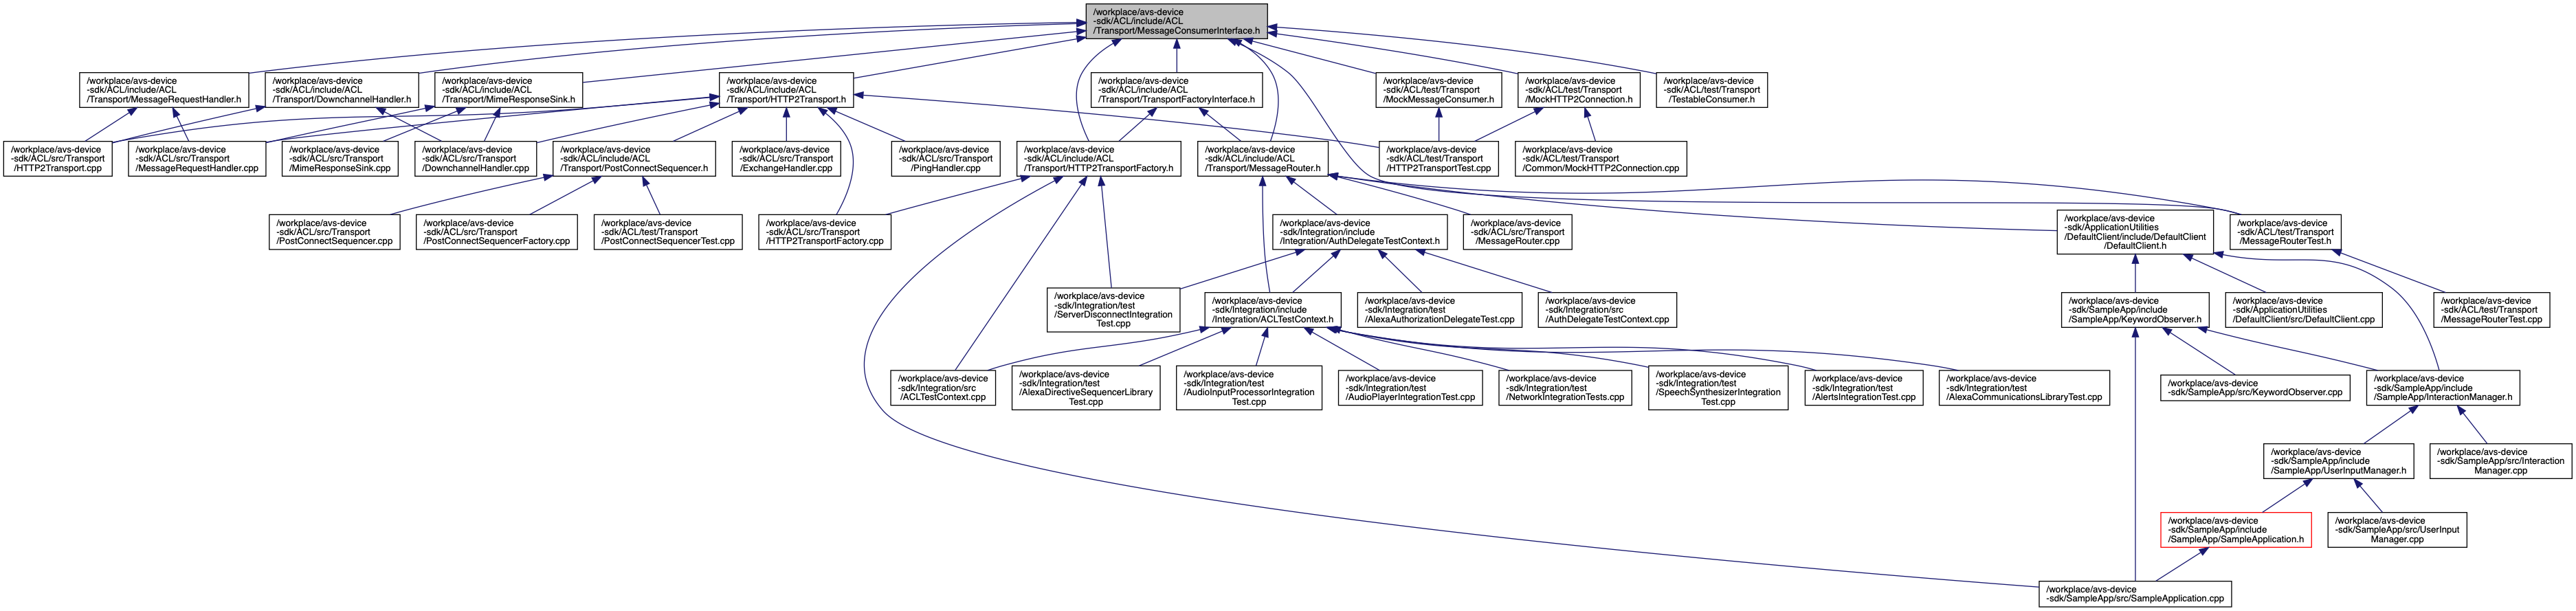 /workplace/avs-device
-sdk/ACL/include/ACL
/Transport/MessageConsumerInterface.h
/workplace/avs-device
-sdk/ACL/include/ACL
/Transport/MessageRequestHandler.h
/workplace/avs-device
-sdk/ACL/include/ACL
/Transport/DownchannelHandler.h
/workplace/avs-device
-sdk/ACL/include/ACL
/Transport/MimeResponseSink.h
/workplace/avs-device
-sdk/ACL/include/ACL
/Transport/HTTP2Transport.h
/workplace/avs-device
-sdk/ACL/include/ACL
/Transport/TransportFactoryInterface.h
/workplace/avs-device
-sdk/ACL/test/Transport
/MockMessageConsumer.h
/workplace/avs-device
-sdk/ACL/test/Transport
/MockHTTP2Connection.h
/workplace/avs-device
-sdk/ACL/test/Transport
/TestableConsumer.h
/workplace/avs-device
-sdk/ACL/src/Transport
/HTTP2Transport.cpp
/workplace/avs-device
-sdk/ACL/src/Transport
/MessageRequestHandler.cpp
/workplace/avs-device
-sdk/ACL/src/Transport
/MimeResponseSink.cpp
/workplace/avs-device
-sdk/ACL/src/Transport
/DownchannelHandler.cpp
/workplace/avs-device
-sdk/ACL/include/ACL
/Transport/PostConnectSequencer.h
/workplace/avs-device
-sdk/ACL/src/Transport
/ExchangeHandler.cpp
/workplace/avs-device
-sdk/ACL/src/Transport
/PingHandler.cpp
/workplace/avs-device
-sdk/ACL/include/ACL
/Transport/HTTP2TransportFactory.h
/workplace/avs-device
-sdk/ACL/include/ACL
/Transport/MessageRouter.h
/workplace/avs-device
-sdk/ACL/test/Transport
/HTTP2TransportTest.cpp
/workplace/avs-device
-sdk/ACL/test/Transport
/Common/MockHTTP2Connection.cpp
/workplace/avs-device
-sdk/ACL/src/Transport
/PostConnectSequencer.cpp
/workplace/avs-device
-sdk/ACL/src/Transport
/PostConnectSequencerFactory.cpp
/workplace/avs-device
-sdk/ACL/test/Transport
/PostConnectSequencerTest.cpp
/workplace/avs-device
-sdk/ACL/src/Transport
/HTTP2TransportFactory.cpp
/workplace/avs-device
-sdk/Integration/include
/Integration/AuthDelegateTestContext.h
/workplace/avs-device
-sdk/ACL/src/Transport
/MessageRouter.cpp
/workplace/avs-device
-sdk/ApplicationUtilities
/DefaultClient/include/DefaultClient
/DefaultClient.h
/workplace/avs-device
-sdk/ACL/test/Transport
/MessageRouterTest.h
/workplace/avs-device
-sdk/Integration/test
/ServerDisconnectIntegration
Test.cpp
/workplace/avs-device
-sdk/Integration/include
/Integration/ACLTestContext.h
/workplace/avs-device
-sdk/Integration/test
/AlexaAuthorizationDelegateTest.cpp
/workplace/avs-device
-sdk/Integration/src
/AuthDelegateTestContext.cpp
/workplace/avs-device
-sdk/SampleApp/include
/SampleApp/KeywordObserver.h
/workplace/avs-device
-sdk/ApplicationUtilities
/DefaultClient/src/DefaultClient.cpp
/workplace/avs-device
-sdk/ACL/test/Transport
/MessageRouterTest.cpp
/workplace/avs-device
-sdk/Integration/src
/ACLTestContext.cpp
/workplace/avs-device
-sdk/Integration/test
/AlexaDirectiveSequencerLibrary
Test.cpp
/workplace/avs-device
-sdk/Integration/test
/AudioInputProcessorIntegration
Test.cpp
/workplace/avs-device
-sdk/Integration/test
/AudioPlayerIntegrationTest.cpp
/workplace/avs-device
-sdk/Integration/test
/NetworkIntegrationTests.cpp
/workplace/avs-device
-sdk/Integration/test
/SpeechSynthesizerIntegration
Test.cpp
/workplace/avs-device
-sdk/Integration/test
/AlertsIntegrationTest.cpp
/workplace/avs-device
-sdk/Integration/test
/AlexaCommunicationsLibraryTest.cpp
/workplace/avs-device
-sdk/SampleApp/src/KeywordObserver.cpp
/workplace/avs-device
-sdk/SampleApp/include
/SampleApp/InteractionManager.h
/workplace/avs-device
-sdk/SampleApp/include
/SampleApp/UserInputManager.h
/workplace/avs-device
-sdk/SampleApp/src/Interaction
Manager.cpp
/workplace/avs-device
-sdk/SampleApp/include
/SampleApp/SampleApplication.h
/workplace/avs-device
-sdk/SampleApp/src/UserInput
Manager.cpp
/workplace/avs-device
-sdk/SampleApp/src/SampleApplication.cpp